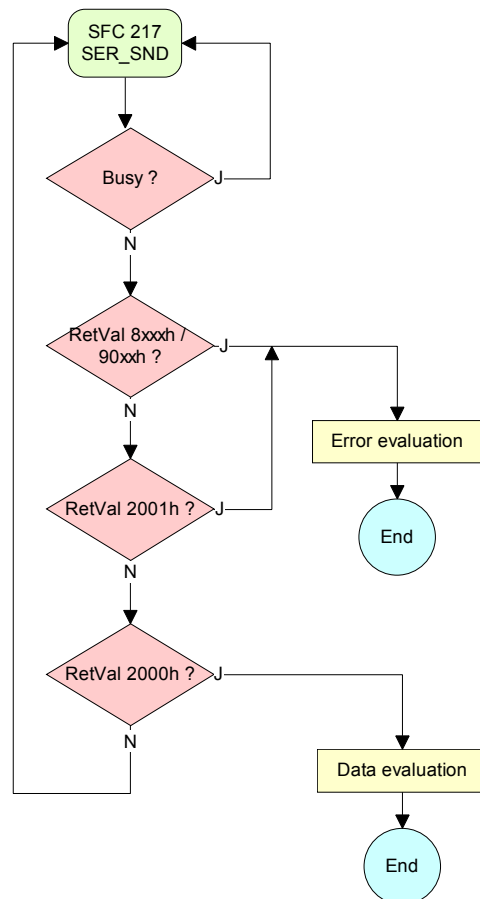 SFC 217
SER_SND
Busy ?
J
N
RetVal 8xxxh /
90xxh ?
J
N
Error evaluation
RetVal 2001h ?
J
End
N
RetVal 2000h ?
J
N
Data evaluation
End